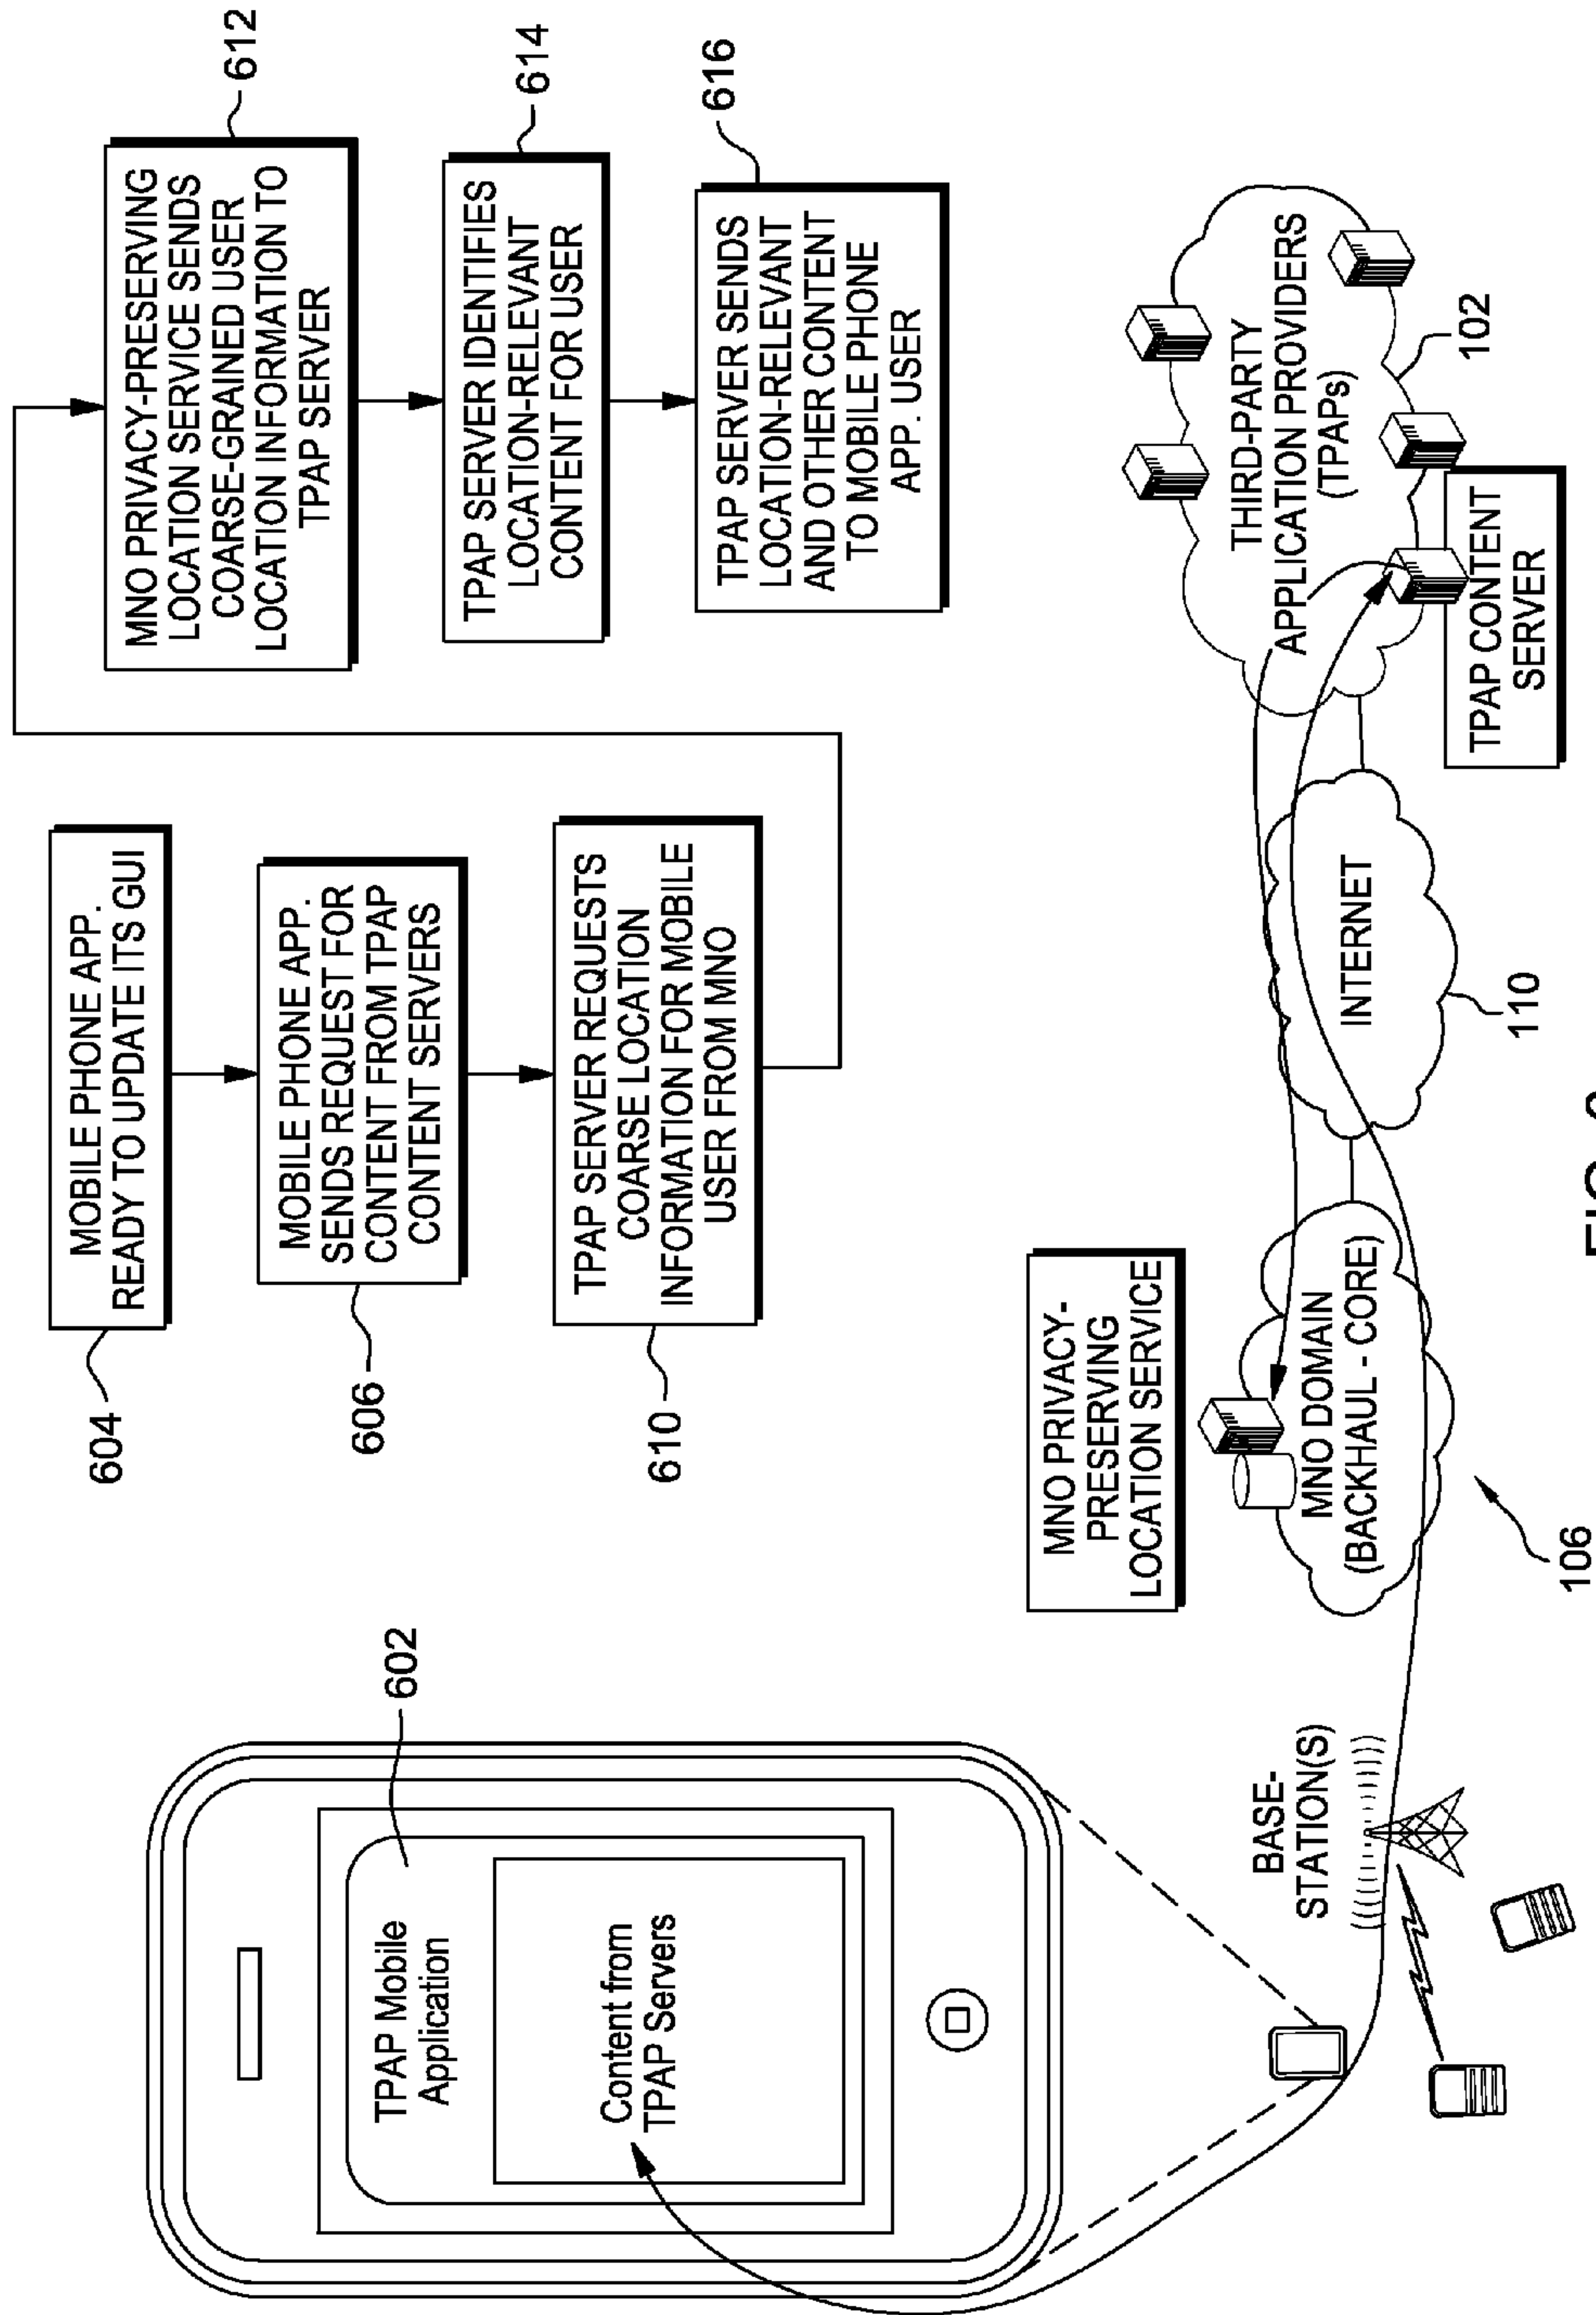 MOBILE PHONE APP.
READY TO UPDATE ITS GUI
604
MOBILE PHONE APP.
SENDS REQUEST FOR
CONTENT FROM TPAP
CONTENT SERVERS
606
TPAP SERVER REQUESTS
COARSE LOCATION
INFORMATION FOR MOBILE
USER FROM MNO
610
MNO PRIVACY-PRESERVING
LOCATION SERVICE SENDS
COARSE-GRAINED USER
LOCATION INFORMATION TO
TPAP SERVER
612
TPAP SERVER IDENTIFIES
LOCATION-RELEVANT
CONTENT FOR USER
614
TPAP SERVER SENDS
LOCATION-RELEVANT
AND OTHER CONTENT
TO MOBILE PHONE
APP. USER
616
TPAP Mobile
Application
602
Content from
TPAP Servers
BASE-
STATION(S)
MNO PRIVACY-
PRESERVING
LOCATION SERVICE
MNO DOMAIN
(BACKHAUL - CORE)
106
INTERNET
110
THIRD-PARTY
APPLICATION PROVIDERS
(TPAPs)
102
TPAP CONTENT
SERVER
FIG.